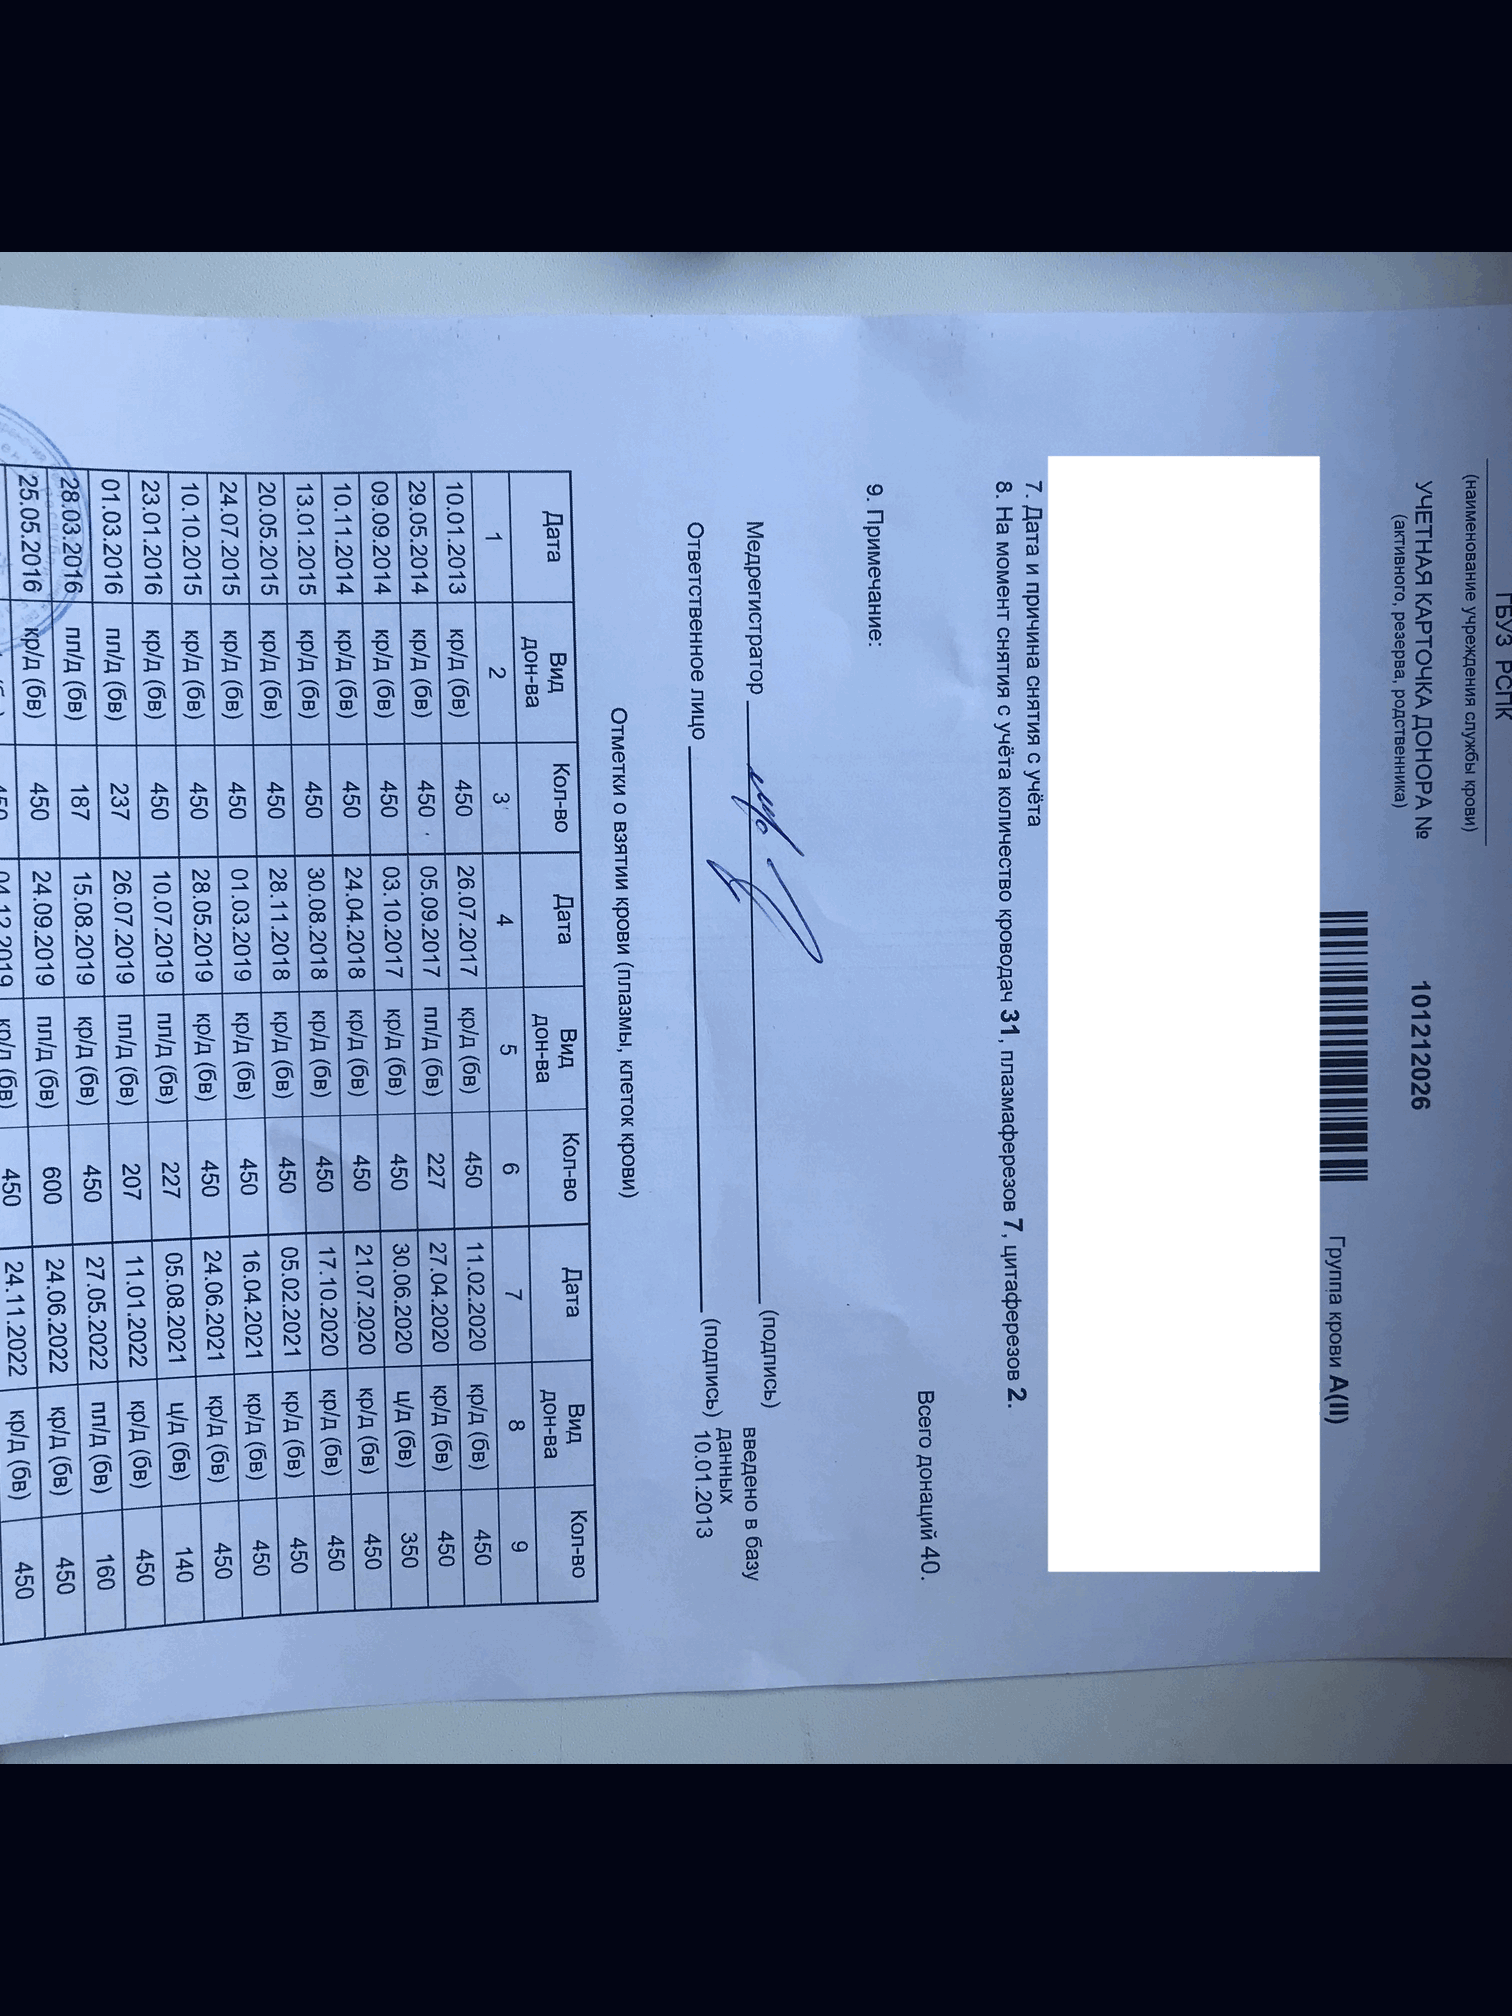 ГБУЗ РСПК
(наименование учреждения службы крови)
УЧЕТНАЯ КАРТОЧКА ДОНОРА № 101212026
(активного, резерва, родственника)
Группа крови A(II)
7. Дата и причина снятия с учёта
8. На момент снятия с учёта количество кроводач 31, плазмаферезов 7, цитаферезов 2.
Всего донаций 40.
9. Примечание:
Медрегистратор (подпись) введено в базу
данных
Ответственное лицо (подпись) 10.01.2013
Отметки о взятии крови (плазмы, клеток крови)
Дата Вид дон-ва Кол-во Дата Вид дон-ва Кол-во Дата Вид дон-ва Кол-во
1 2 3 4 5 6 7 8 9
10.01.2013 кр/д (бв) 450 26.07.2017 кр/д (бв) 450 11.02.2020 кр/д (бв) 450
29.05.2014 кр/д (бв) 450 05.09.2017 пл/д (бв) 227 27.04.2020 кр/д (бв) 450
09.09.2014 кр/д (бв) 450 03.10.2017 кр/д (бв) 450 30.06.2020 ц/д (бв) 350
10.11.2014 кр/д (бв) 450 24.04.2018 кр/д (бв) 450 21.07.2020 кр/д (бв) 450
13.01.2015 кр/д (бв) 450 30.08.2018 кр/д (бв) 450 17.10.2020 кр/д (бв) 450
20.05.2015 кр/д (бв) 450 28.11.2018 кр/д (бв) 450 05.02.2021 кр/д (бв) 450
24.07.2015 кр/д (бв) 450 01.03.2019 кр/д (бв) 450 16.04.2021 кр/д (бв) 450
10.10.2015 кр/д (бв) 450 28.05.2019 кр/д (бв) 450 24.06.2021 кр/д (бв) 450
23.01.2016 кр/д (бв) 450 10.07.2019 пл/д (бв) 227 05.08.2021 ц/д (бв) 140
01.03.2016 пл/д (бв) 237 26.07.2019 пл/д (бв) 207 11.01.2022 кр/д (бв) 450
28.03.2016 пл/д (бв) 187 15.08.2019 кр/д (бв) 450 27.05.2022 пл/д (бв) 160
25.05.2016 кр/д (бв) 450 24.09.2019 пл/д (бв) 600 24.06.2022 кр/д (бв) 450
04.12.2019 кр/д (бв) 450 24.11.2022 кр/д (бв) 450